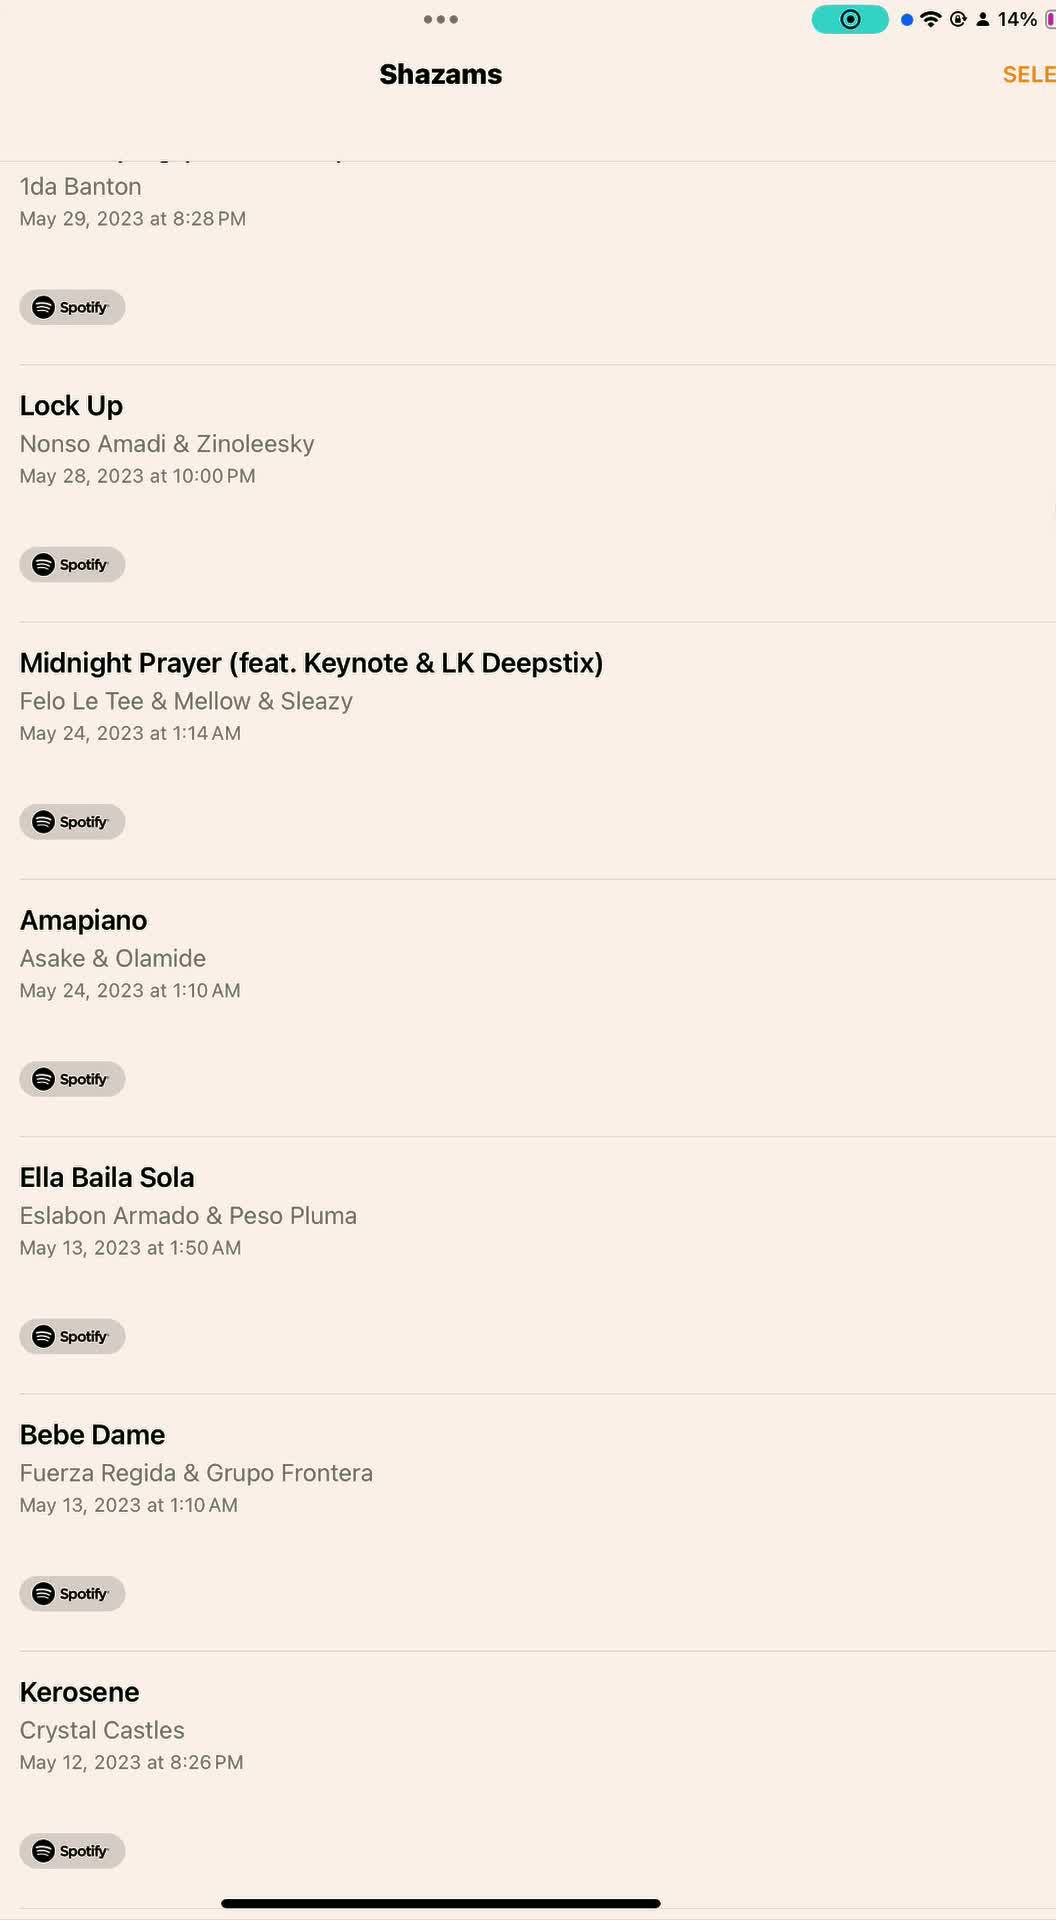 14%
Shazams
SELE
1da Banton
May 29, 2023 at 8:28 PM
Spotify
Lock Up
Nonso Amadi & Zinoleesky
May 28, 2023 at 10:00 PM
Spotify
Midnight Prayer (feat. Keynote & LK Deepstix)
Felo Le Tee & Mellow & Sleazy
May 24, 2023 at 1:14 AM
Spotify
Amapiano
Asake & Olamide
May 24, 2023 at 1:10 AM
Spotify
Ella Baila Sola
Eslabon Armado & Peso Pluma
May 13, 2023 at 1:50 AM
Spotify
Bebe Dame
Fuerza Regida & Grupo Frontera
May 13, 2023 at 1:10 AM
Spotify
Kerosene
Crystal Castles
May 12, 2023 at 8:26 PM
Spotify